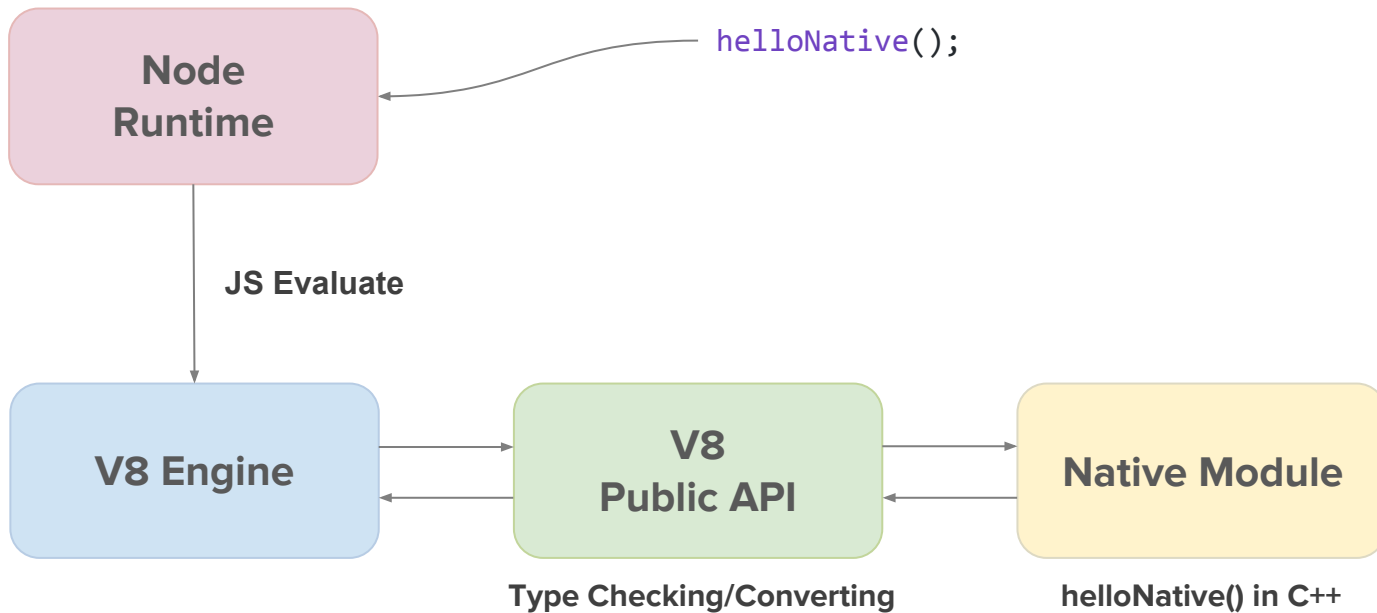 helloNative();
Node
Runtime
JS Evaluate
V8 Engine
V8
Public API
Native Module
Type Checking/Converting
helloNative() in C++